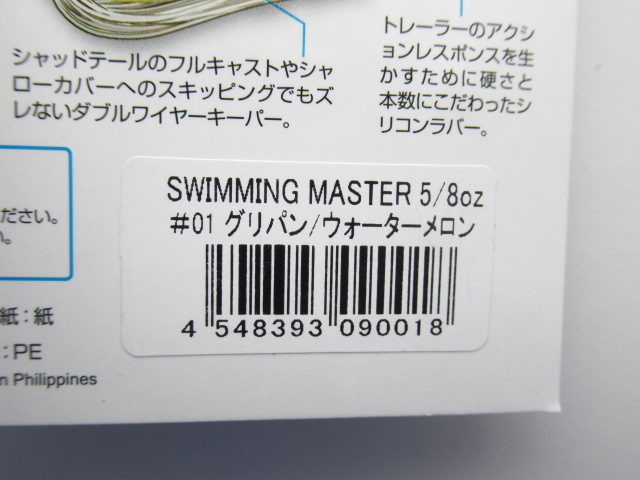 シャッドテールのフルキャストやシャ
ローカバーへのスキッピングでもズ
レないダブルワイヤーキーパー。
トレーラーのアクシ
ョンレスポンスを生
かすために硬さと
本数にこだわったシ
リコンラバー。
ださい。
い。
紙：紙
：PE
n Philippines
SWIMMING MASTER 5/8oz
#01 グリパン/ウォーターメロン
4 548393 090018